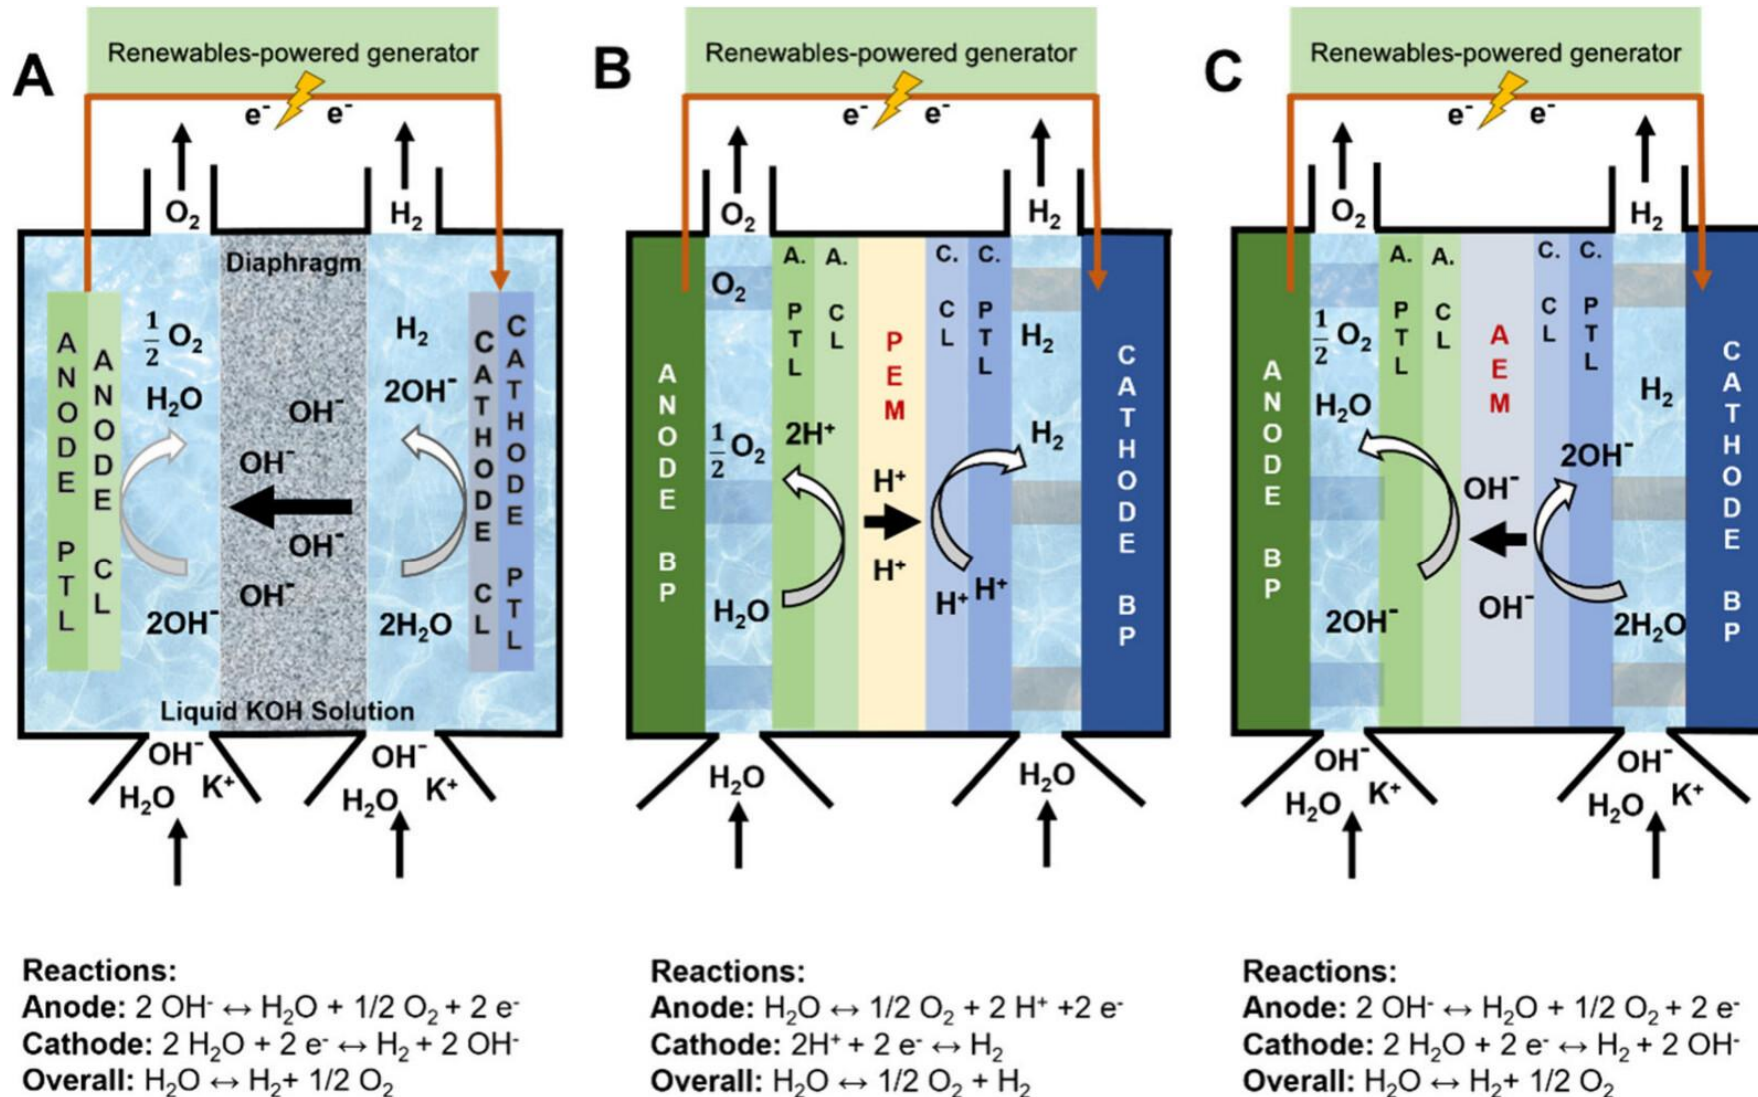 A
Renewables-powered generator
e⁻ e⁻
O₂
H₂
Diaphragm
ANODE PTL
ANODE CL
1/2 O₂
H₂O
2OH⁻
OH⁻
OH⁻
OH⁻
OH⁻
H₂
2OH⁻
2H₂O
CATHODE CL
CATHODE PTL
Liquid KOH Solution
OH⁻
H₂O K⁺
OH⁻
H₂O K⁺
Reactions:
Anode: 2 OH⁻ ↔ H₂O + 1/2 O₂ + 2 e⁻
Cathode: 2 H₂O + 2 e⁻ ↔ H₂ + 2 OH⁻
Overall: H₂O ↔ H₂+ 1/2 O₂
B
Renewables-powered generator
e⁻ e⁻
O₂
H₂
ANODE BP
O₂
1/2 O₂
H₂O
A. PTL
A. CL
2H⁺
PEM
H⁺
H⁺
C. CL
C. PTL
H⁺
H⁺
H₂
H₂
CATHODE BP
H₂O
H₂O
Reactions:
Anode: H₂O ↔ 1/2 O₂ + 2 H⁺ +2 e⁻
Cathode: 2H⁺ + 2 e⁻ ↔ H₂
Overall: H₂O ↔ 1/2 O₂ + H₂
C
Renewables-powered generator
e⁻ e⁻
O₂
H₂
ANODE BP
1/2 O₂
H₂O
2OH⁻
A. PTL
A. CL
AEM
OH⁻
OH⁻
C. CL
C. PTL
2OH⁻
H₂
2H₂O
CATHODE BP
OH⁻
H₂O K⁺
OH⁻
H₂O K⁺
Reactions:
Anode: 2 OH⁻ ↔ H₂O + 1/2 O₂ + 2 e⁻
Cathode: 2 H₂O + 2 e⁻ ↔ H₂ + 2 OH⁻
Overall: H₂O ↔ H₂+ 1/2 O₂